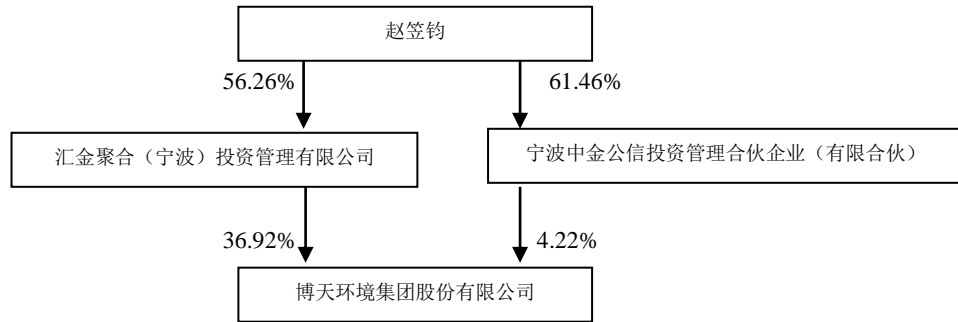 赵笠钧
56.26%
61.46%
汇金聚合（宁波）投资管理有限公司
宁波中金公信投资管理合伙企业（有限合伙）
36.92%
4.22%
博天环境集团股份有限公司